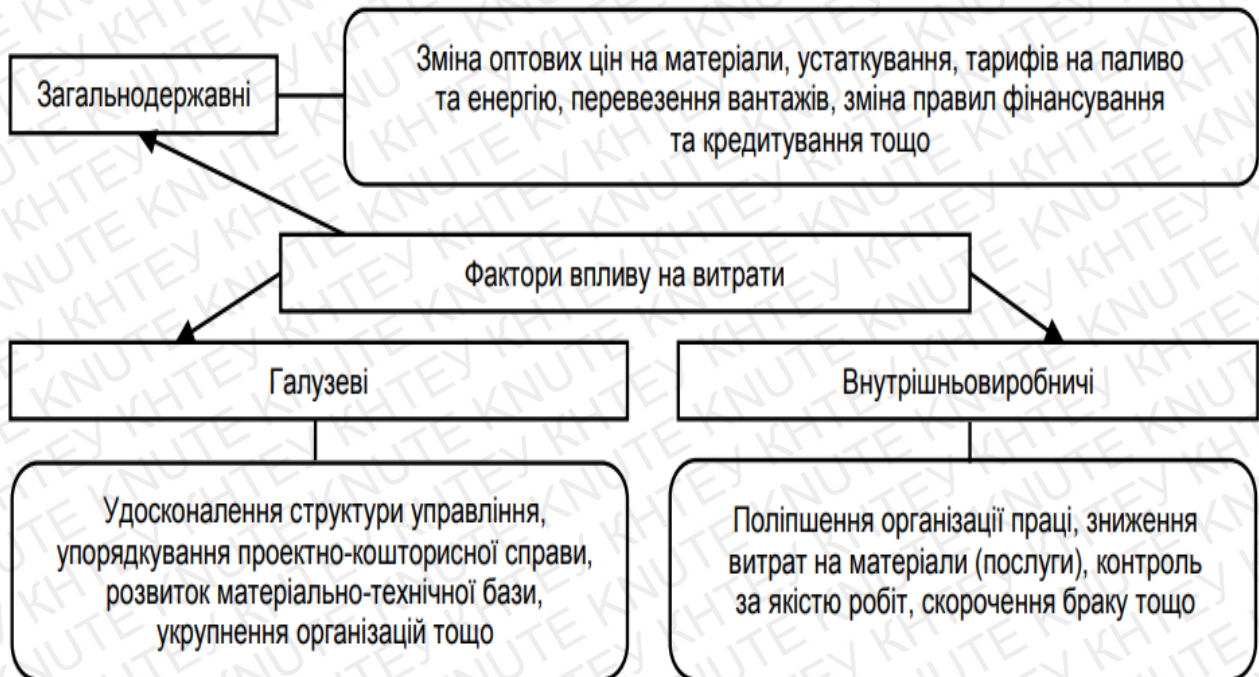 Зміна оптових цін на матеріали, устаткування, тарифів на паливо
та енергію, перевезення вантажів, зміна правил фінансування
та кредитування тощо
Загальнодержавні
Фактори впливу на витрати
Галузеві
Внутрішньовиробничі
Удосконалення структури управління,
упорядкування проектно-кошторисної справи,
розвиток матеріально-технічної бази,
укрупнення організацій тощо
Поліпшення організації праці, зниження
витрат на матеріали (послуги), контроль
за якістю робіт, скорочення браку тощо
KNUTE КНТЕУ